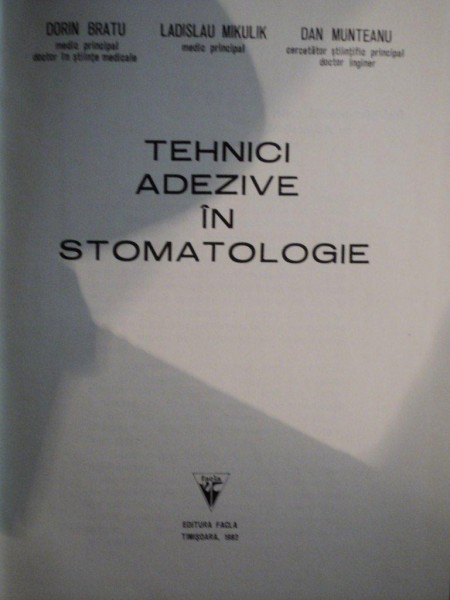 DORIN BRATU
medic principal
doctor în științe medicale
LADISLAU MIKULIK
medic principal
DAN MUNTEANU
cercetător științific principal
doctor inginer
TEHNICI
ADEZIVE
ÎN
STOMATOLOGIE
facla
EDITURA FACLA
TIMIȘOARA, 1982